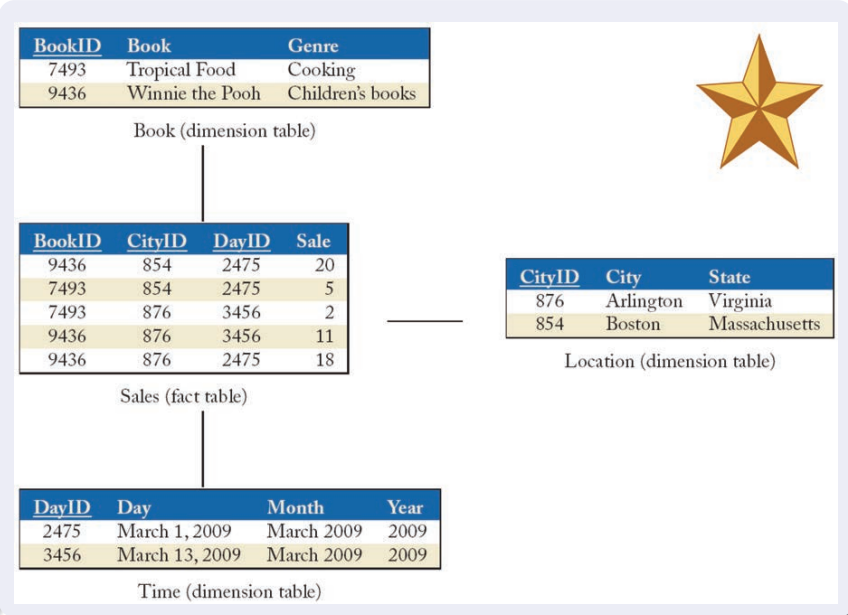 BookID Book Genre
7493 Tropical Food Cooking
9436 Winnie the Pooh Children's books
Book (dimension table)
BookID CityID DayID Sale
9436 854 2475 20
7493 854 2475 5
7493 876 3456 2
9436 876 3456 11
9436 876 2475 18
Sales (fact table)
CityID City State
876 Arlington Virginia
854 Boston Massachusetts
Location (dimension table)
DayID Day Month Year
2475 March 1, 2009 March 2009 2009
3456 March 13, 2009 March 2009 2009
Time (dimension table)